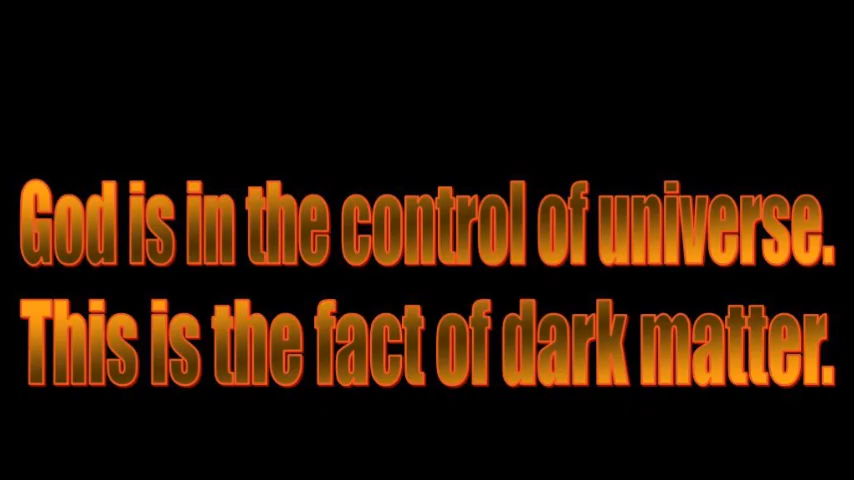 God is in the control of universe.
This is the fact of dark matter.